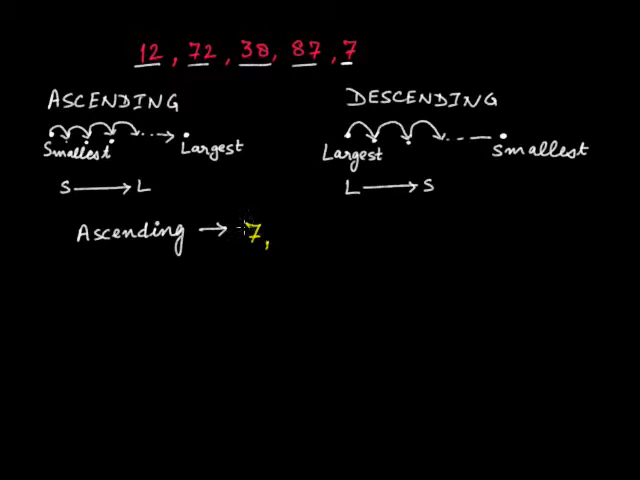 12, 72, 38, 87, 7
ASCENDING
Smallest Largest
S → L
DESCENDING
Largest Smallest
L → S
Ascending → 7,